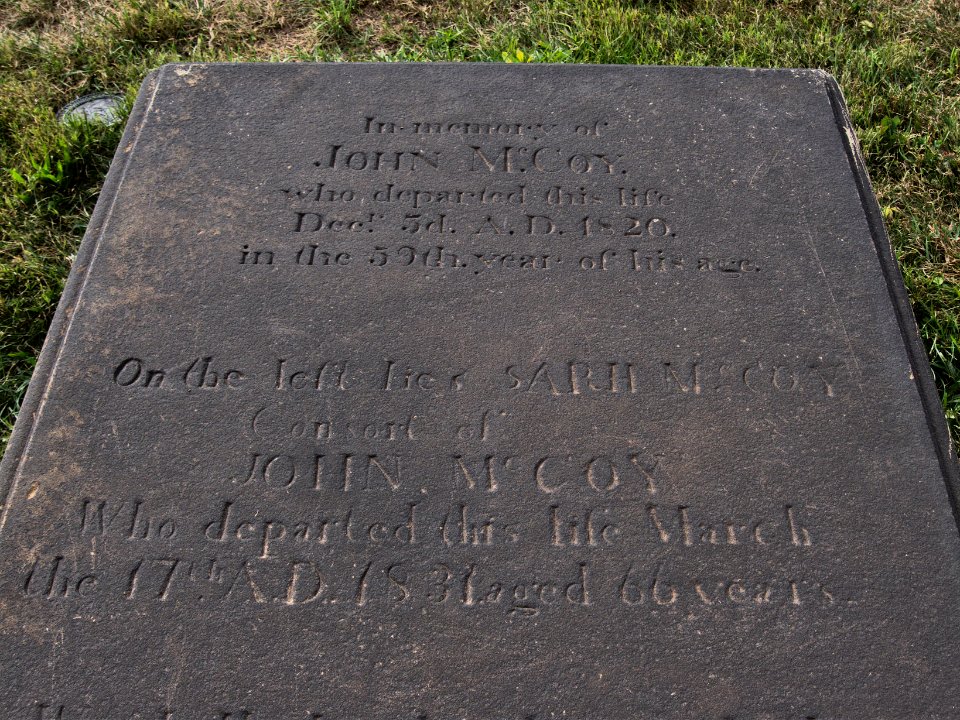 In memory of
JOHN McCOY.
who departed this life
Decr. 5d. A.D. 1820.
in the 59th year of his age.
On the left lies SARH McCOY
Consort of
JOHN McCOY
Who departed this life March
the 17th A.D. 1831 aged 66 years.